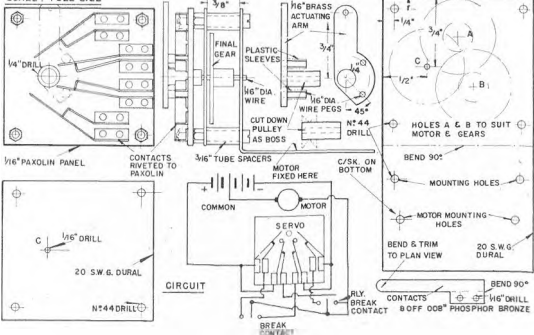 3/8"
1/4" DRILL
FINAL
GEAR
1/16" DIA.
WIRE
1/16" PAXOLIN PANEL
CONTACTS
RIVETED TO
PAXOLIN
3/16" TUBE SPACERS
1/16" BRASS
ACTUATING
ARM
PLASTIC
SLEEVES
3/4"
1/4"
1/16" DIA.
WIRE PEGS
45°
CUT DOWN
PULLEY
AS BOSS
Nº 44
DRILL
MOTOR
FIXED HERE
C/SK. ON
BOTTOM
1/4"
3/4"
A
C
1/2"
B
HOLES A & B TO SUIT
MOTOR & GEARS
BEND 90°
MOUNTING HOLES
MOTOR MOUNTING
HOLES
BEND & TRIM
TO PLAN VIEW
20 S.W.G.
DURAL
C
1/16" DRILL
20 S.W.G. DURAL
Nº 44 DRILL
+
-
COMMON
MOTOR
SERVO
CIRCUIT
RLY.
BREAK
CONTACT
BREAK
CONTACT
BEND 90°
CONTACTS
1/16" DRILL
8 OFF 008" PHOSPHOR BRONZE